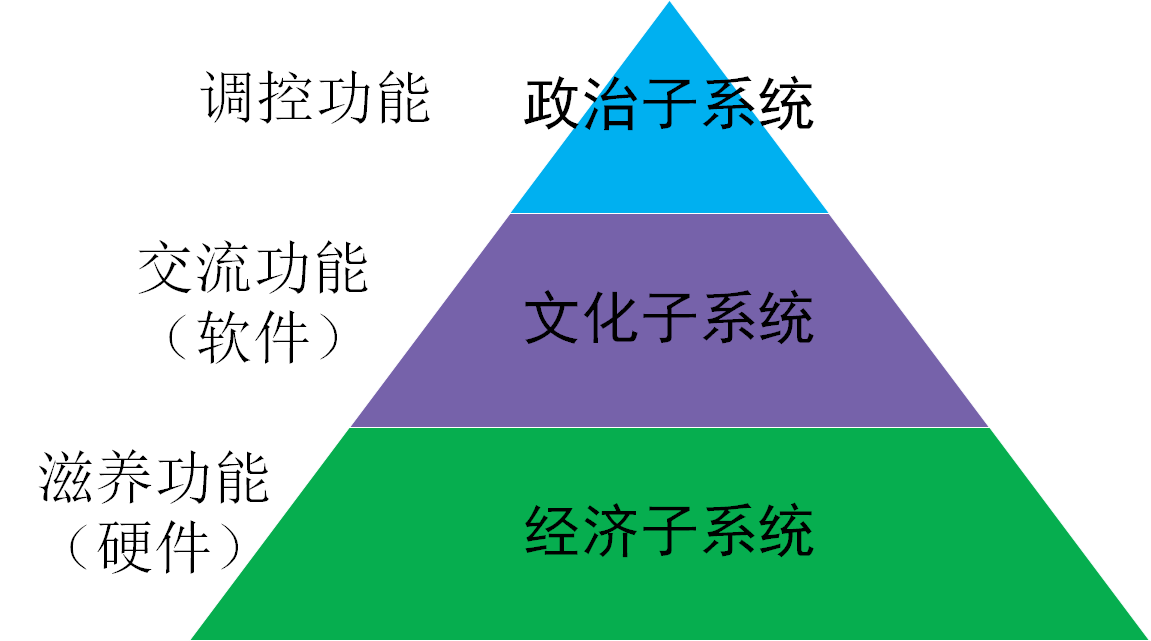 调控功能
政治子系统
交流功能
（软件）
文化子系统
滋养功能
（硬件）
经济子系统